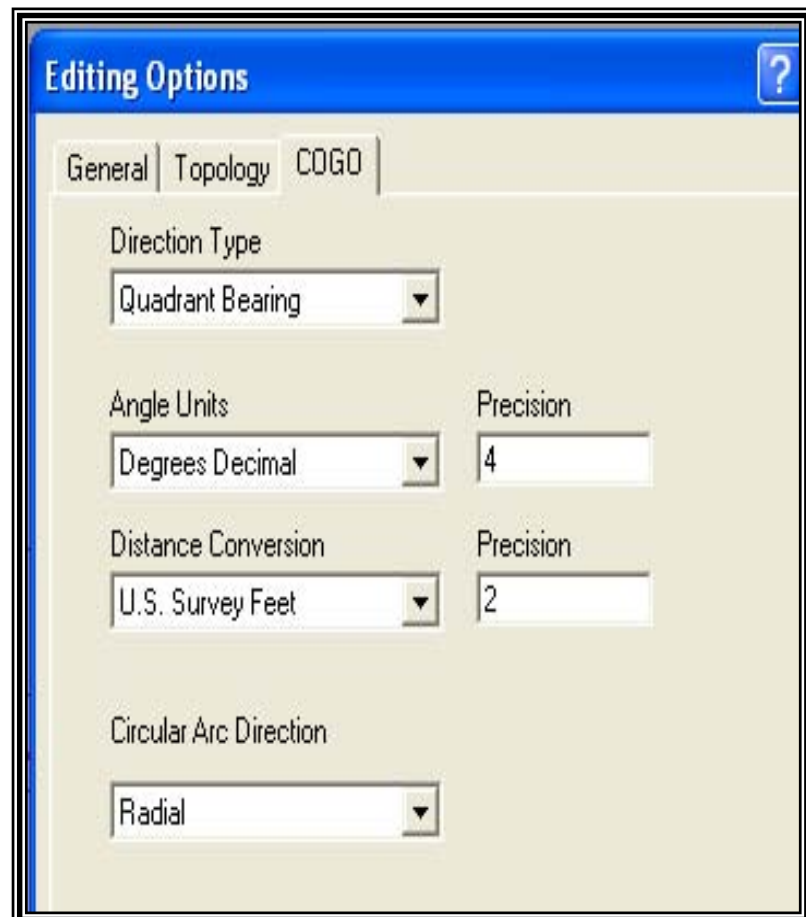 Editing Options ?
General Topology COGO
Direction Type
Quadrant Bearing
Angle Units Precision
Degrees Decimal 4
Distance Conversion Precision
U.S. Survey Feet 2
Circular Arc Direction
Radial